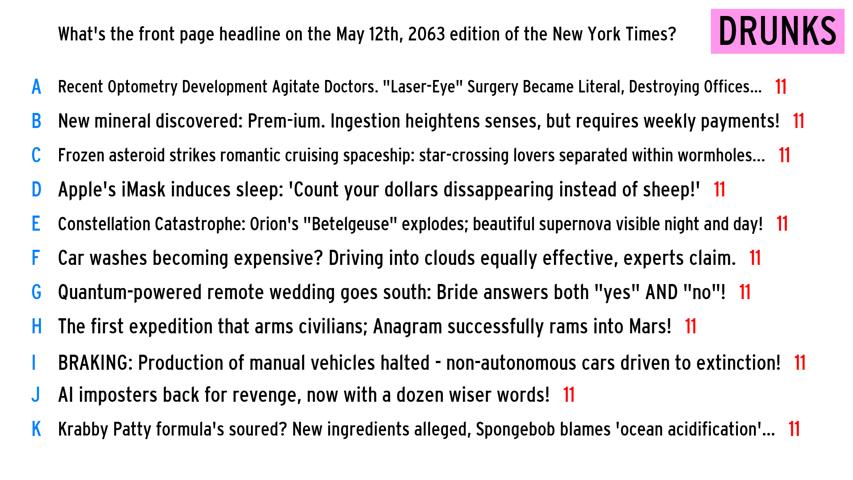 What's the front page headline on the May 12th, 2063 edition of the New York Times?
DRUNKS
A Recent Optometry Development Agitate Doctors. "Laser-Eye" Surgery Became Literal, Destroying Offices... 11
B New mineral discovered: Prem-ium. Ingestion heightens senses, but requires weekly payments! 11
C Frozen asteroid strikes romantic cruising spaceship: star-crossing lovers separated within wormholes... 11
D Apple's iMask induces sleep: 'Count your dollars dissappearing instead of sheep!' 11
E Constellation Catastrophe: Orion's "Betelgeuse" explodes; beautiful supernova visible night and day! 11
F Car washes becoming expensive? Driving into clouds equally effective, experts claim. 11
G Quantum-powered remote wedding goes south: Bride answers both "yes" AND "no"! 11
H The first expedition that arms civilians; Anagram successfully rams into Mars! 11
I BRAKING: Production of manual vehicles halted - non-autonomous cars driven to extinction! 11
J AI imposters back for revenge, now with a dozen wiser words! 11
K Krabby Patty formula's soured? New ingredients alleged, Spongebob blames 'ocean acidification'... 11